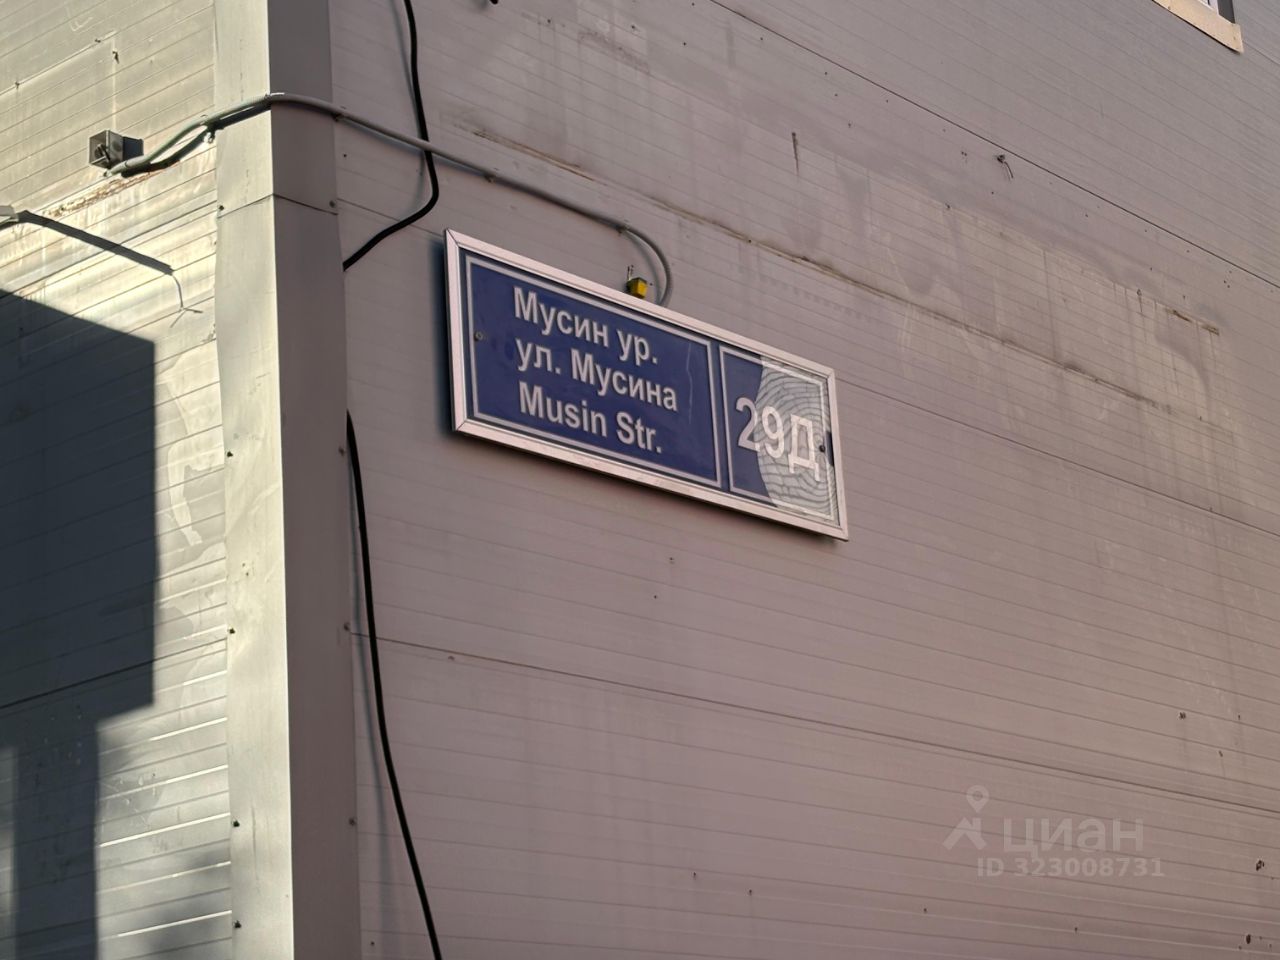 Мусин ур.
ул. Мусина
Musin Str.
29Д
циан
ID 323008731